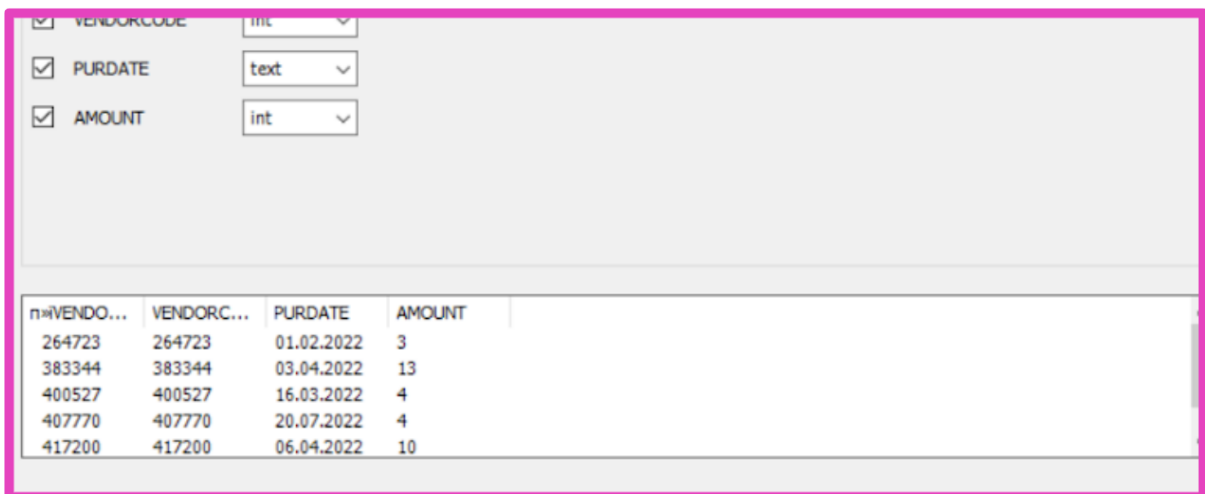 VENDORCODE int
PURDATE text
AMOUNT int
п»їVENDO... VENDORC... PURDATE AMOUNT
264723 264723 01.02.2022 3
383344 383344 03.04.2022 13
400527 400527 16.03.2022 4
407770 407770 20.07.2022 4
417200 417200 06.04.2022 10